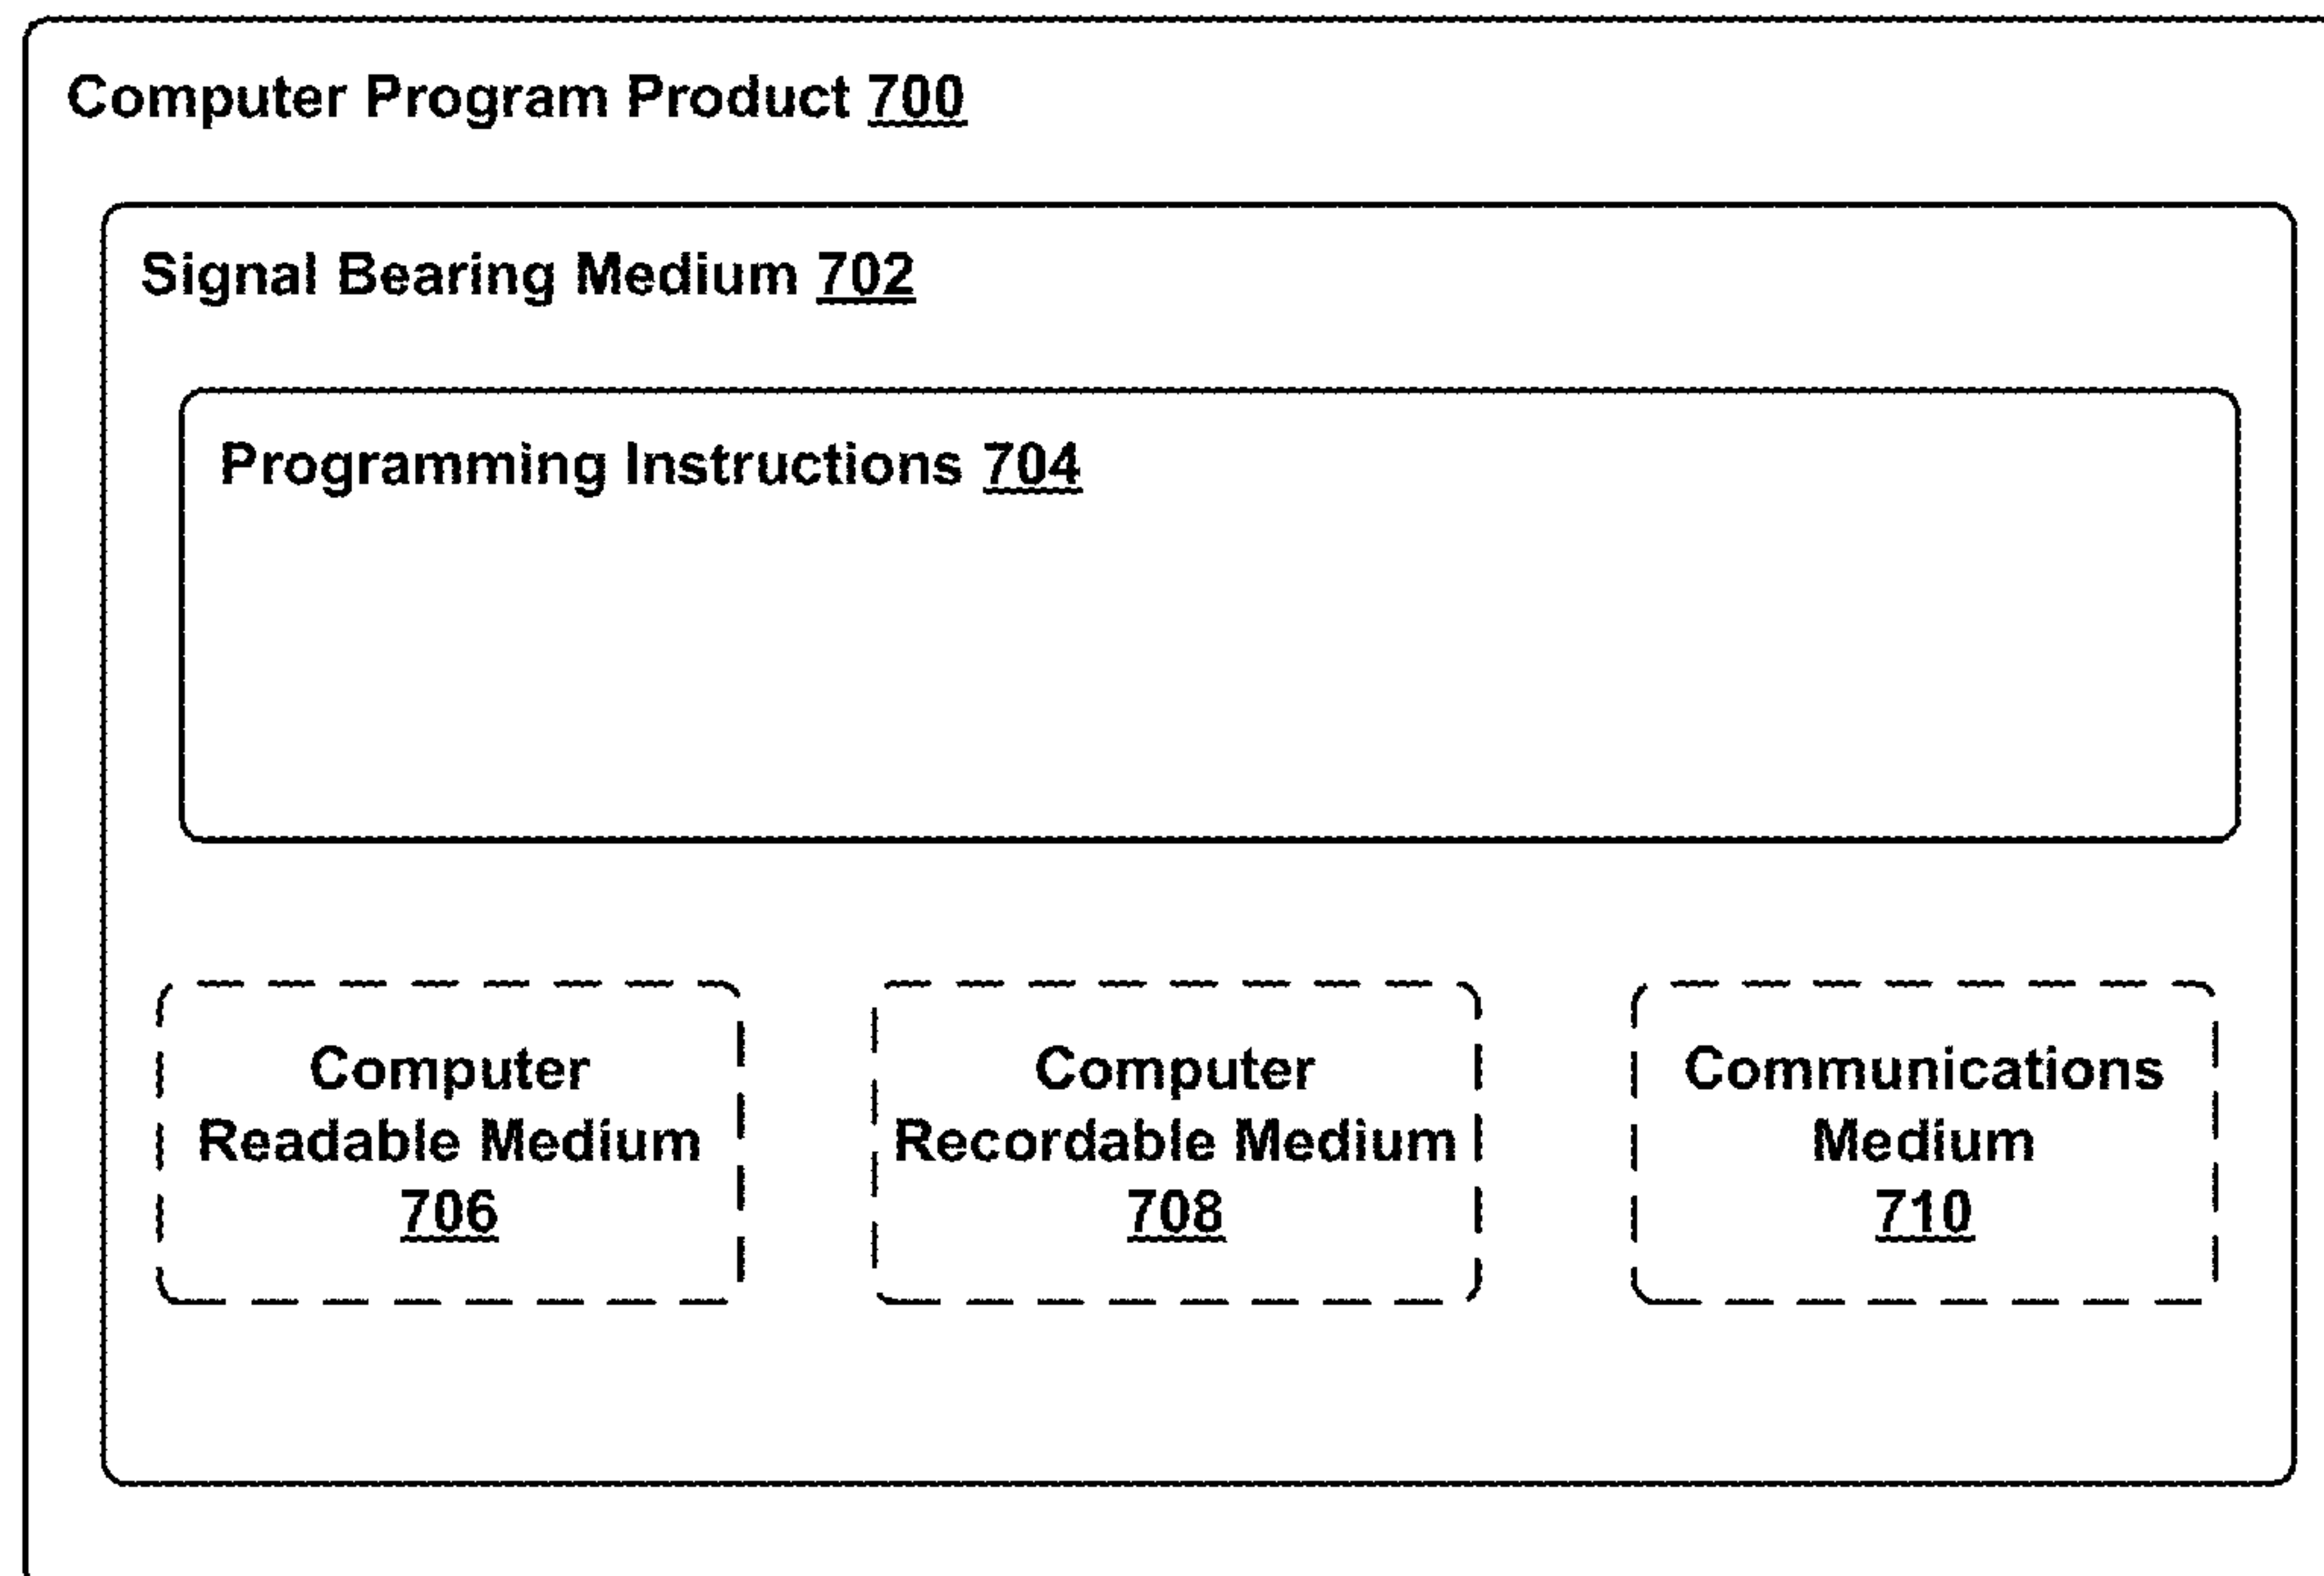 Computer Program Product 700
Signal Bearing Medium 702
Programming Instructions 704
Computer
Readable Medium
706
Computer
Recordable Medium
708
Communications
Medium
710